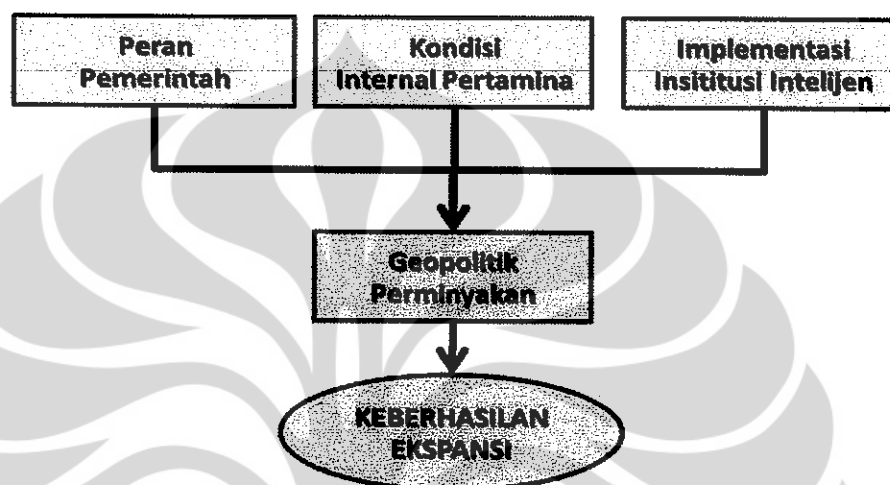 Peran
Pemerintah
Kondisi
Internal Pertamina
Implementasi
Insititusi Intelijen
Geopolitik
Perminyakan
KEBERHASILAN
EKSPANSI